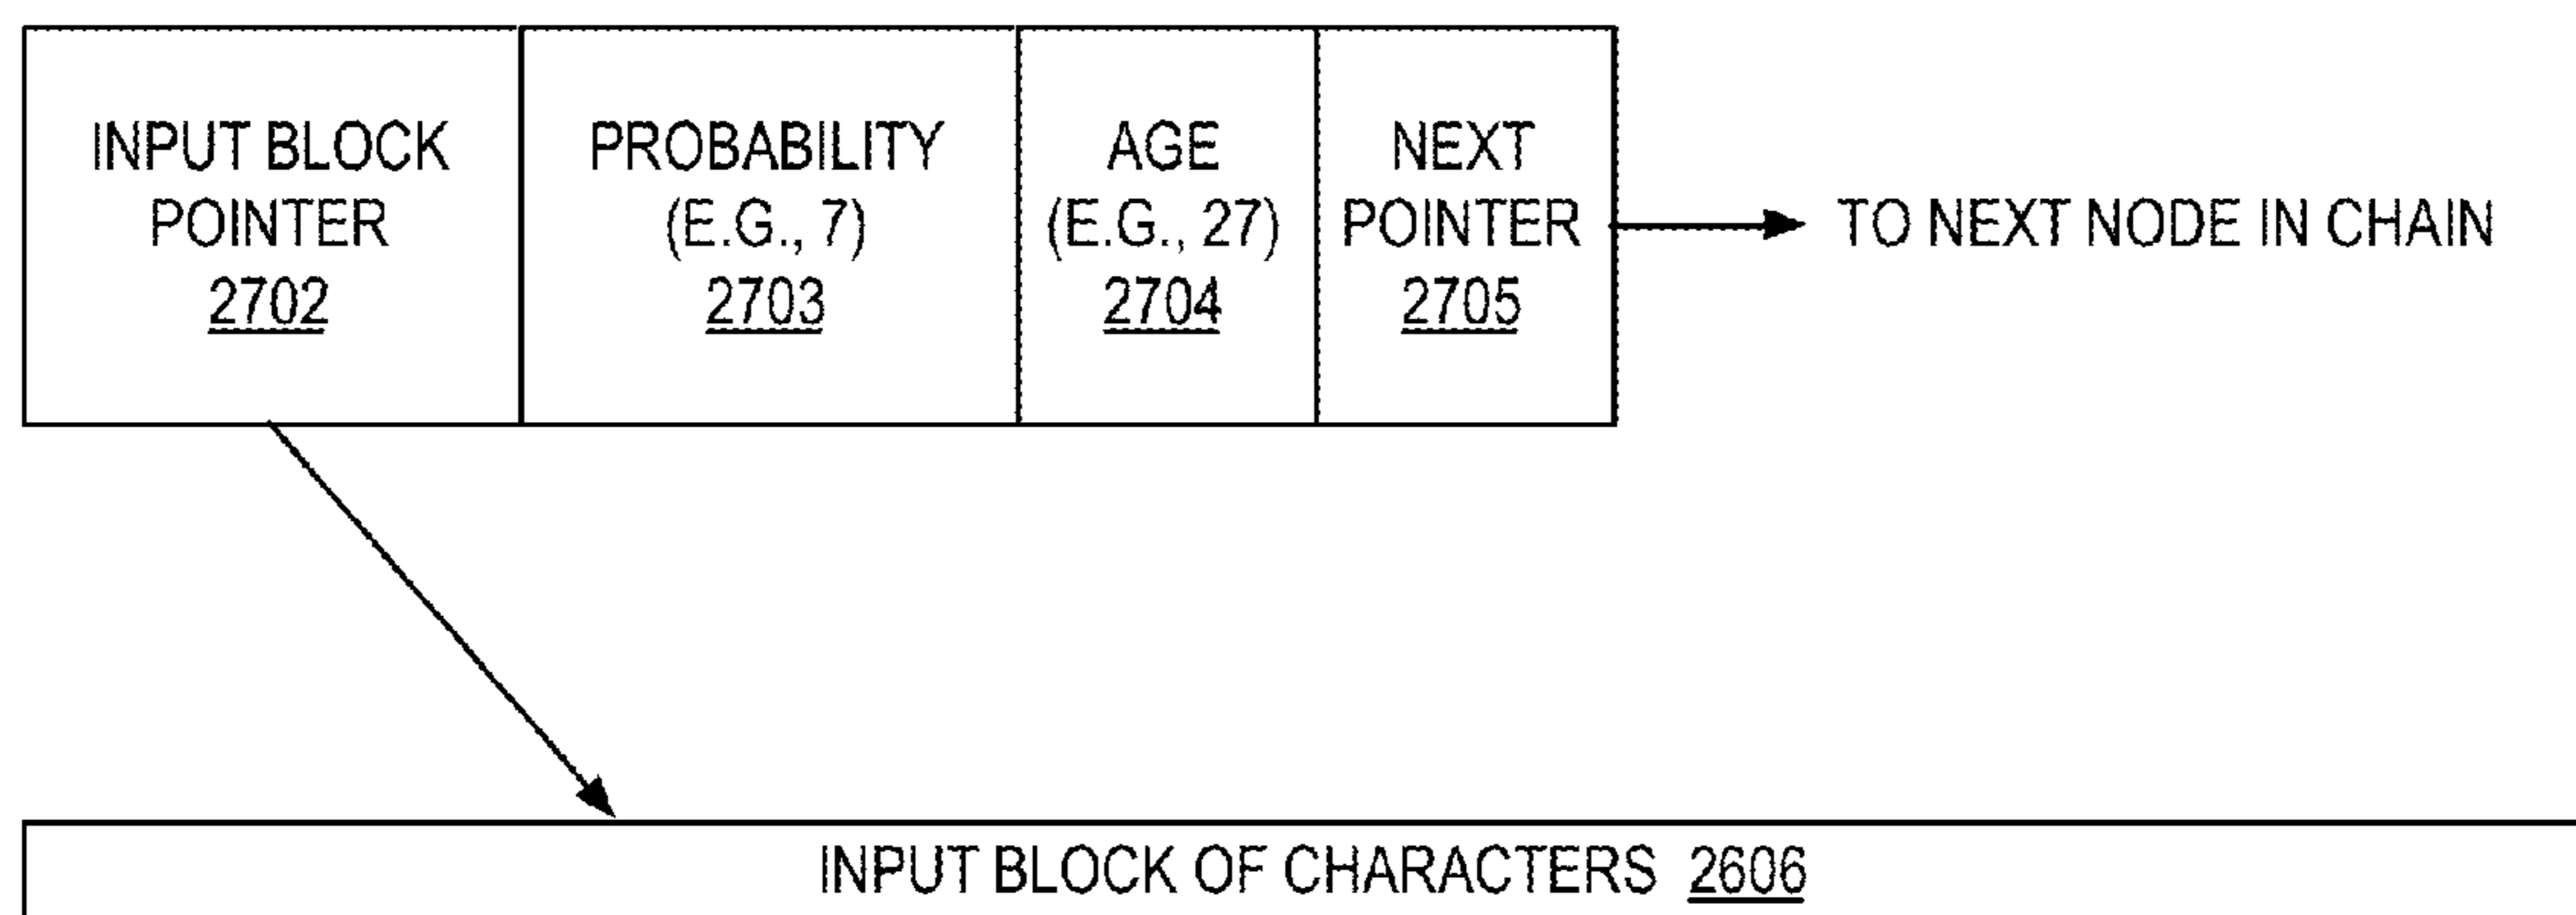 INPUT BLOCK
POINTER
2702
PROBABILITY
(E.G., 7)
2703
AGE
(E.G., 27)
2704
NEXT
POINTER
2705
TO NEXT NODE IN CHAIN
INPUT BLOCK OF CHARACTERS 2606